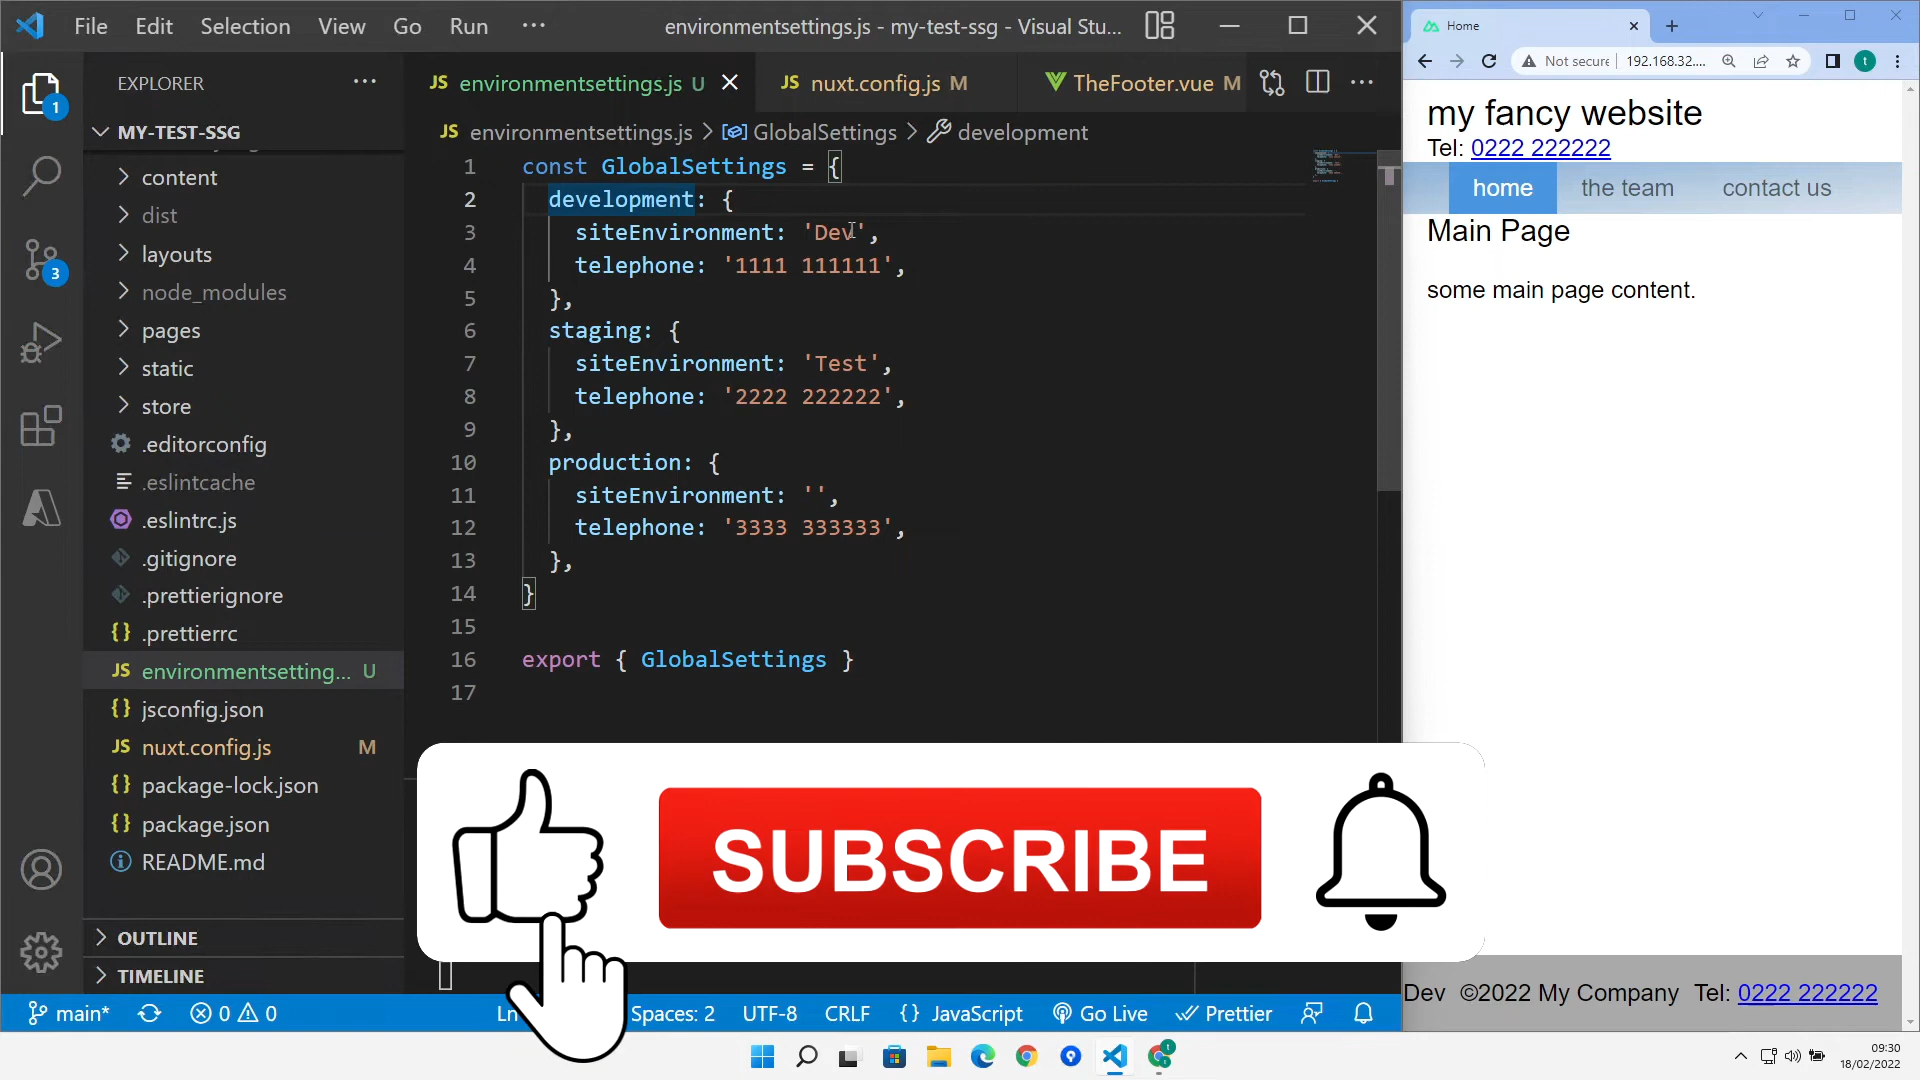 File Edit Selection View Go Run ··· environmentsettings.js - my-test-ssg - Visual Stu...
EXPLORER ···
MY-TEST-SSG
content
dist
layouts
node_modules
pages
static
store
.editorconfig
.eslintcache
.eslintrc.js
.gitignore
.prettierignore
{} .prettierrc
JS environmentsetting... U
{} jsconfig.json
JS nuxt.config.js M
{} package-lock.json
{} package.json
README.md
OUTLINE
TIMELINE
1
3
JS environmentsettings.js U JS nuxt.config.js M TheFooter.vue M ···
JS environmentsettings.js > GlobalSettings > development
1 const GlobalSettings = {
2 development: {
3 siteEnvironment: 'Dev',
4 telephone: '1111 111111',
5 },
6 staging: {
7 siteEnvironment: 'Test',
8 telephone: '2222 222222',
9 },
10 production: {
11 siteEnvironment: '',
12 telephone: '3333 333333',
13 },
14 }
15
16 export { GlobalSettings }
17
SUBSCRIBE
main* 0 0 Ln Spaces: 2 UTF-8 CRLF {} JavaScript Go Live Prettier
Home
Not secure 192.168.32.... t
my fancy website
Tel: 0222 222222
home the team contact us
Main Page
some main page content.
Dev ©2022 My Company Tel: 0222 222222
09:30
18/02/2022